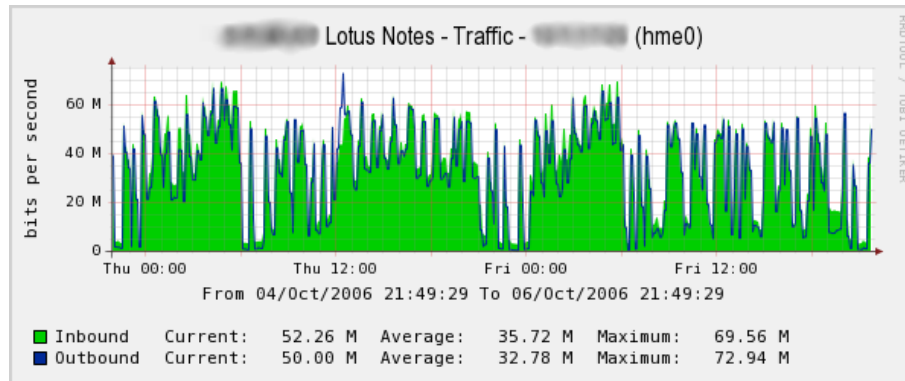 Lotus Notes - Traffic - (hme0)
RRDTOOL / TOBI OETIKER
bits per second
60 M
40 M
20 M
0
Thu 00:00 Thu 12:00 Fri 00:00 Fri 12:00
From 04/Oct/2006 21:49:29 To 06/Oct/2006 21:49:29
Inbound Current: 52.26 M Average: 35.72 M Maximum: 69.56 M
Outbound Current: 50.00 M Average: 32.78 M Maximum: 72.94 M